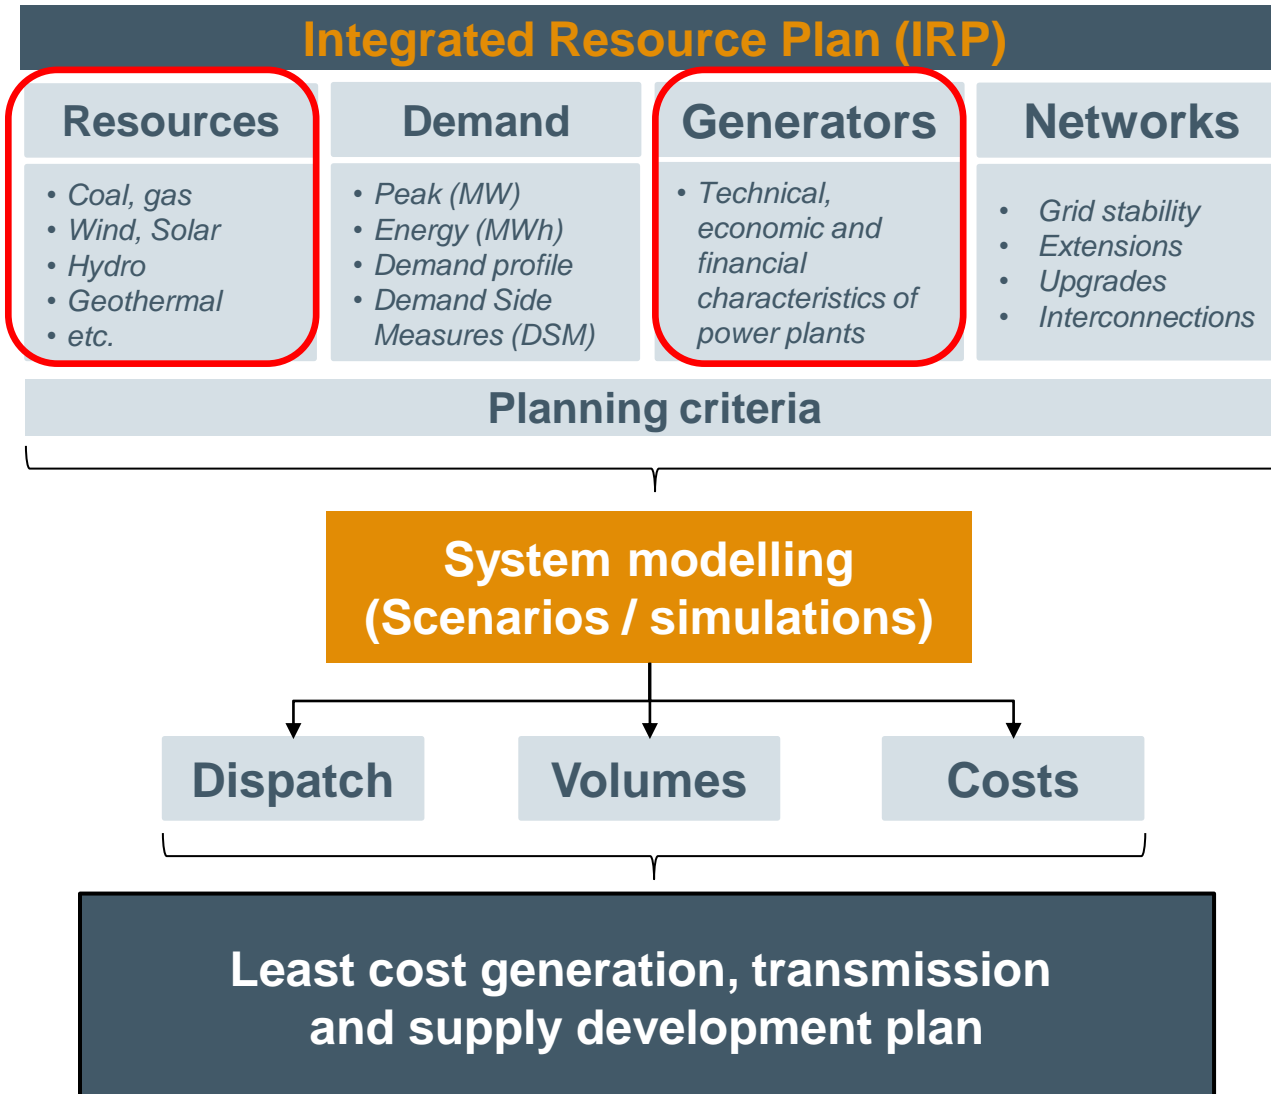 Integrated Resource Plan (IRP)
Resources
• Coal, gas
• Wind, Solar
• Hydro
• Geothermal
• etc.
Demand
• Peak (MW)
• Energy (MWh)
• Demand profile
• Demand Side
Measures (DSM)
Generators
• Technical,
economic and
financial
characteristics of
power plants
Networks
• Grid stability
• Extensions
• Upgrades
• Interconnections
Planning criteria
System modelling
(Scenarios / simulations)
Dispatch
Volumes
Costs
Least cost generation, transmission
and supply development plan